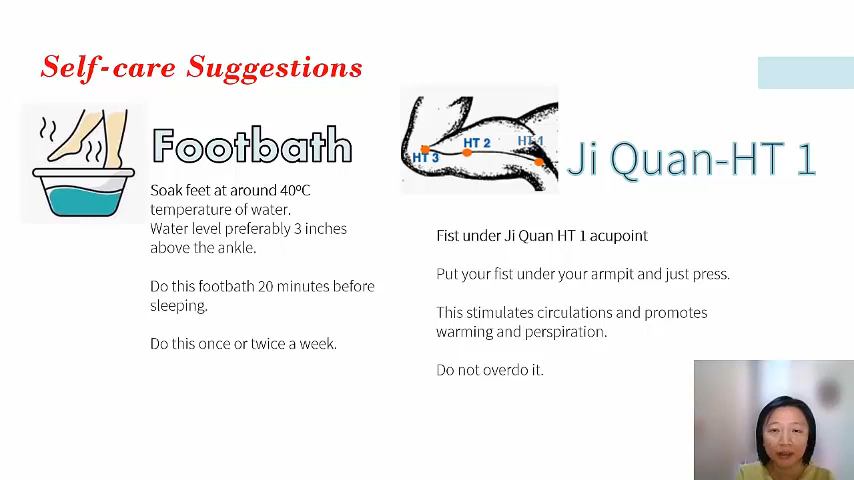 Self-care Suggestions
Footbath
Soak feet at around 40ºC
temperature of water.
Water level preferably 3 inches
above the ankle.
Do this footbath 20 minutes before
sleeping.
Do this once or twice a week.
HT 1
HT 2
HT 3
Ji Quan-HT 1
Fist under Ji Quan HT 1 acupoint
Put your fist under your armpit and just press.
This stimulates circulations and promotes
warming and perspiration.
Do not overdo it.